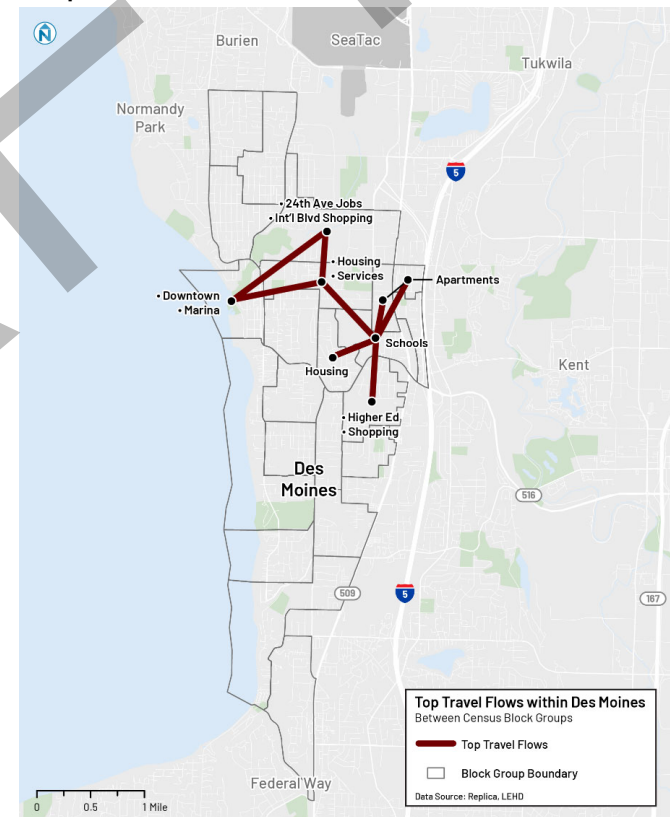 Burien
SeaTac
Tukwila
Normandy
Park
5
• 24th Ave Jobs
• Int'l Blvd Shopping
• Housing
• Services
Apartments
• Downtown
• Marina
Schools
Housing
Kent
• Higher Ed
• Shopping
Des
Moines
516
509
5
167
Top Travel Flows within Des Moines
Between Census Block Groups
Top Travel Flows
Block Group Boundary
Data Source: Replica, LEHD
Federal Way
0 0.5 1 Mile